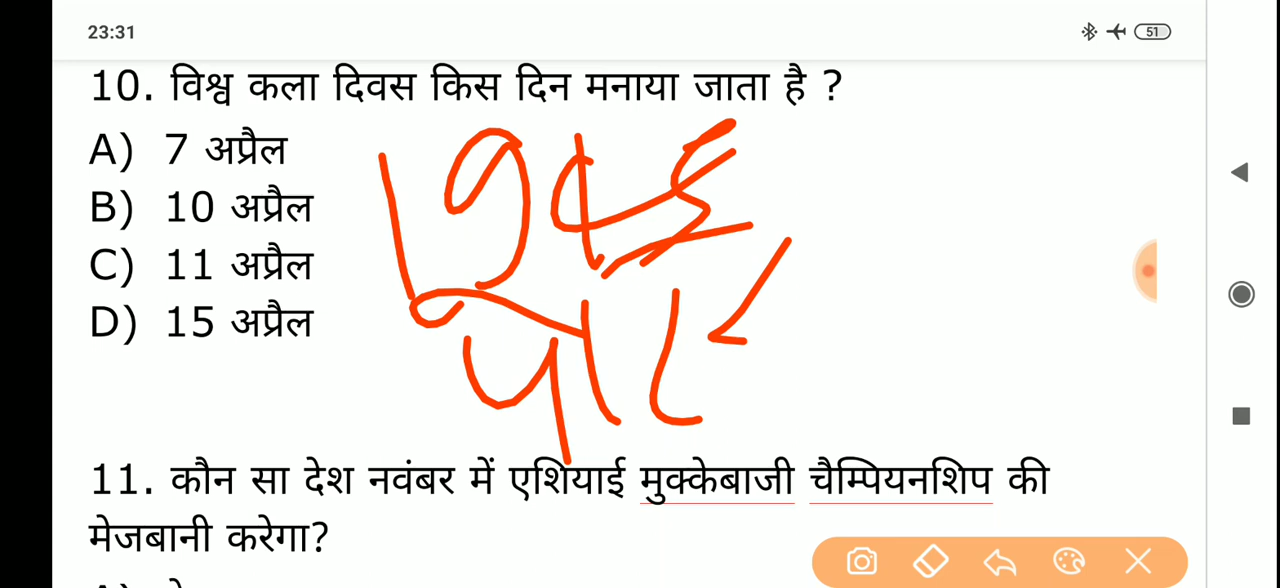 23:31
51
10. विश्व कला दिवस किस दिन मनाया जाता है ?
A) 7 अप्रैल
B) 10 अप्रैल
C) 11 अप्रैल
D) 15 अप्रैल
11. कौन सा देश नवंबर में एशियाई मुक्केबाजी चैम्पियनशिप की
मेजबानी करेगा?